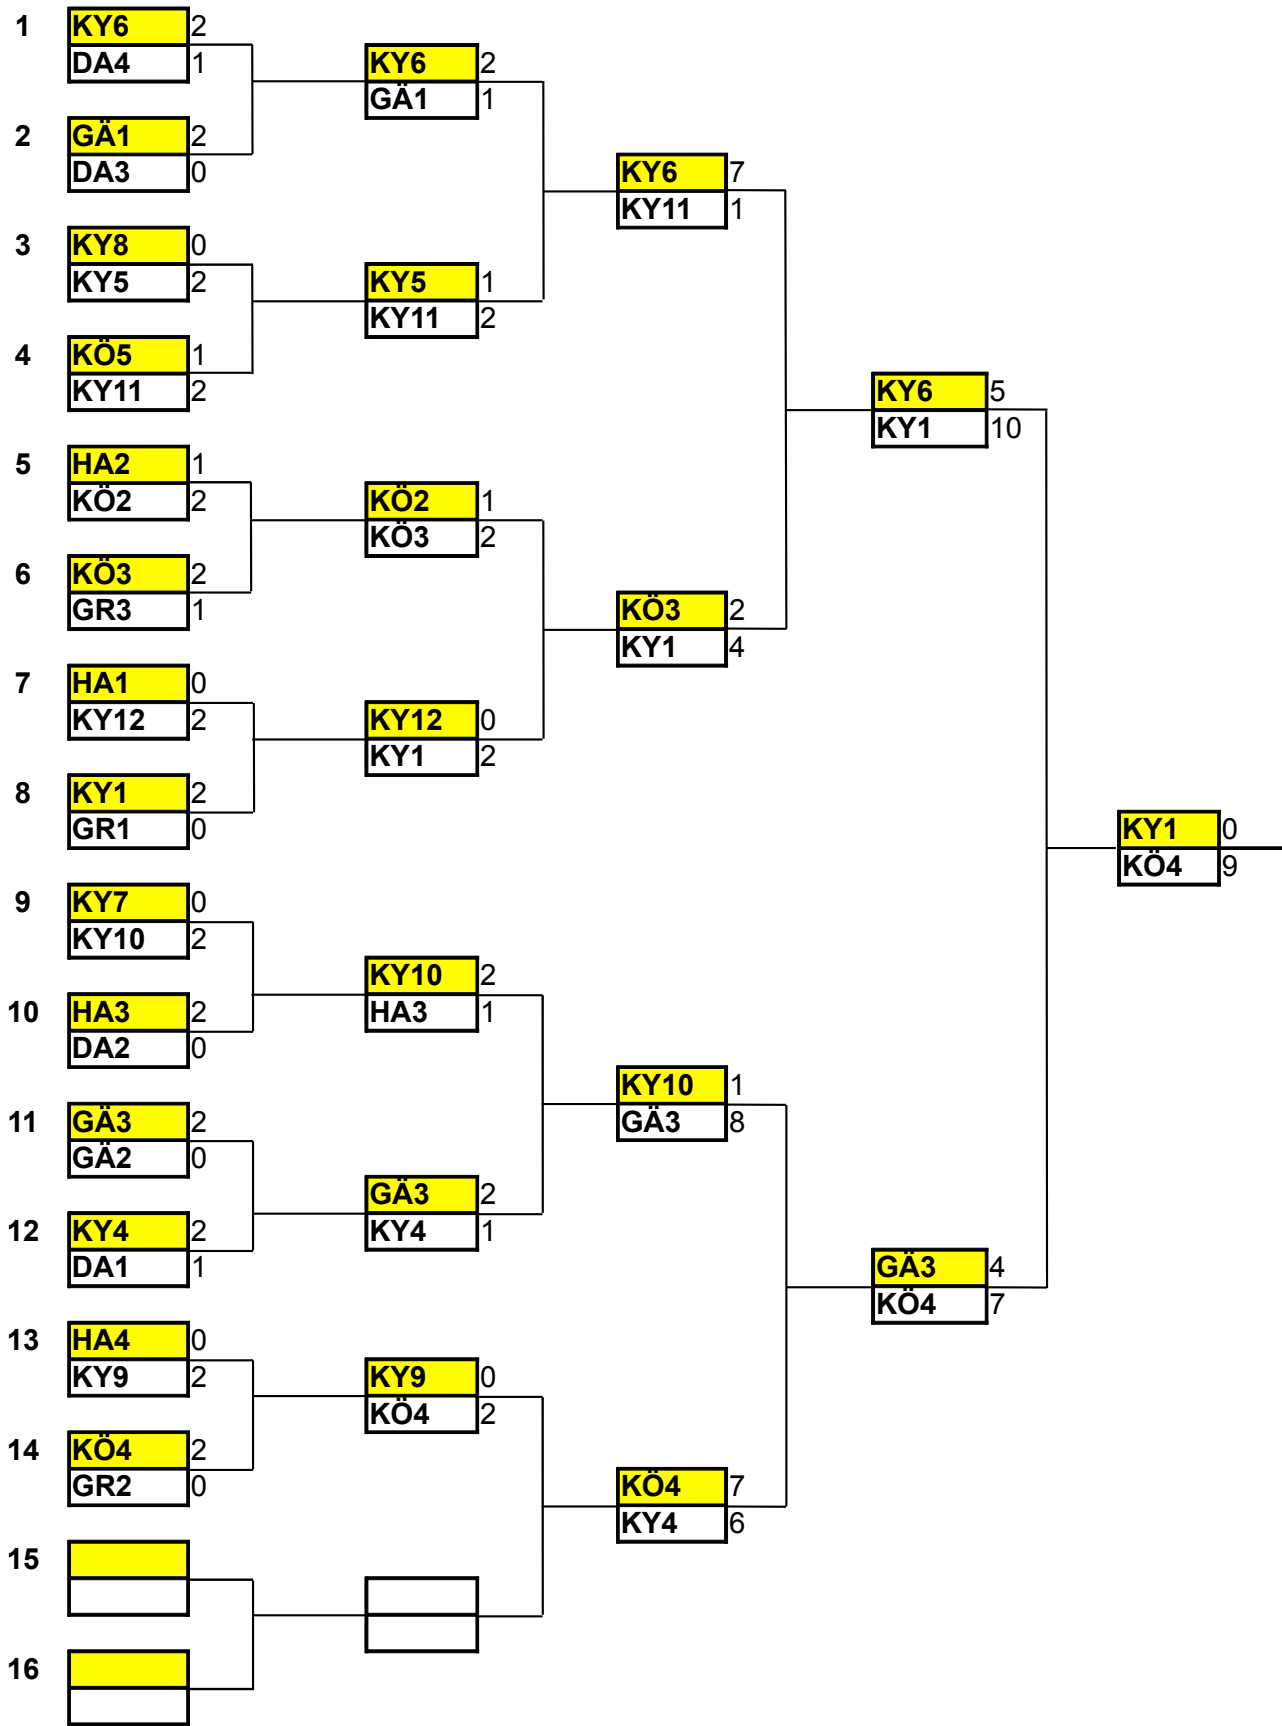 1
KY6 2
DA4 1
2
GÄ1 2
DA3 0
3
KY8 0
KY5 2
4
KÖ5 1
KY11 2
5
HA2 1
KÖ2 2
6
KÖ3 2
GR3 1
7
HA1 0
KY12 2
8
KY1 2
GR1 0
9
KY7 0
KY10 2
10
HA3 2
DA2 0
11
GÄ3 2
GÄ2 0
12
KY4 2
DA1 1
13
HA4 0
KY9 2
14
KÖ4 2
GR2 0
15
16
KY6 2
GÄ1 1
KY5 1
KY11 2
KÖ2 1
KÖ3 2
KY12 0
KY1 2
KY10 2
HA3 1
GÄ3 2
KY4 1
KY9 0
KÖ4 2
KY6 7
KY11 1
KÖ3 2
KY1 4
KY10 1
GÄ3 8
KÖ4 7
KY4 6
KY6 5
KY1 10
GÄ3 4
KÖ4 7
KY1 0
KÖ4 9